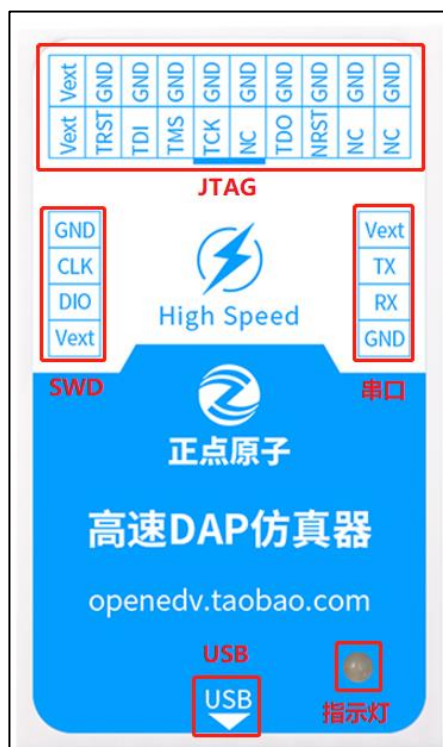 Vext GND GND GND GND GND GND GND GND GND
Vext TRST TDI TMS TCK NC TDO NRST NC NC
JTAG
GND
CLK
DIO
Vext
SWD
High Speed
Vext
TX
RX
GND
串口
正点原子
高速DAP仿真器
openedv.taobao.com
USB
USB
指示灯